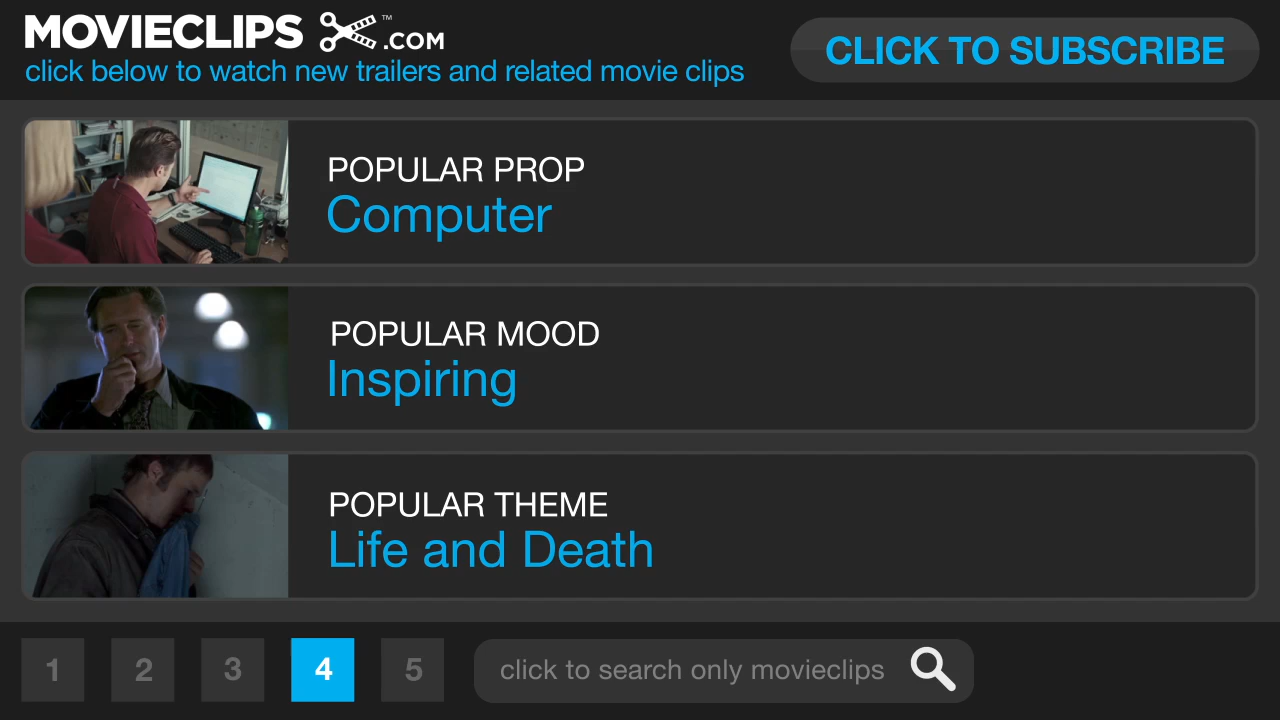 MOVIECLIPS ™ .COM
click below to watch new trailers and related movie clips
CLICK TO SUBSCRIBE
POPULAR PROP
Computer
POPULAR MOOD
Inspiring
POPULAR THEME
Life and Death
1 2 3 4 5
click to search only movieclips